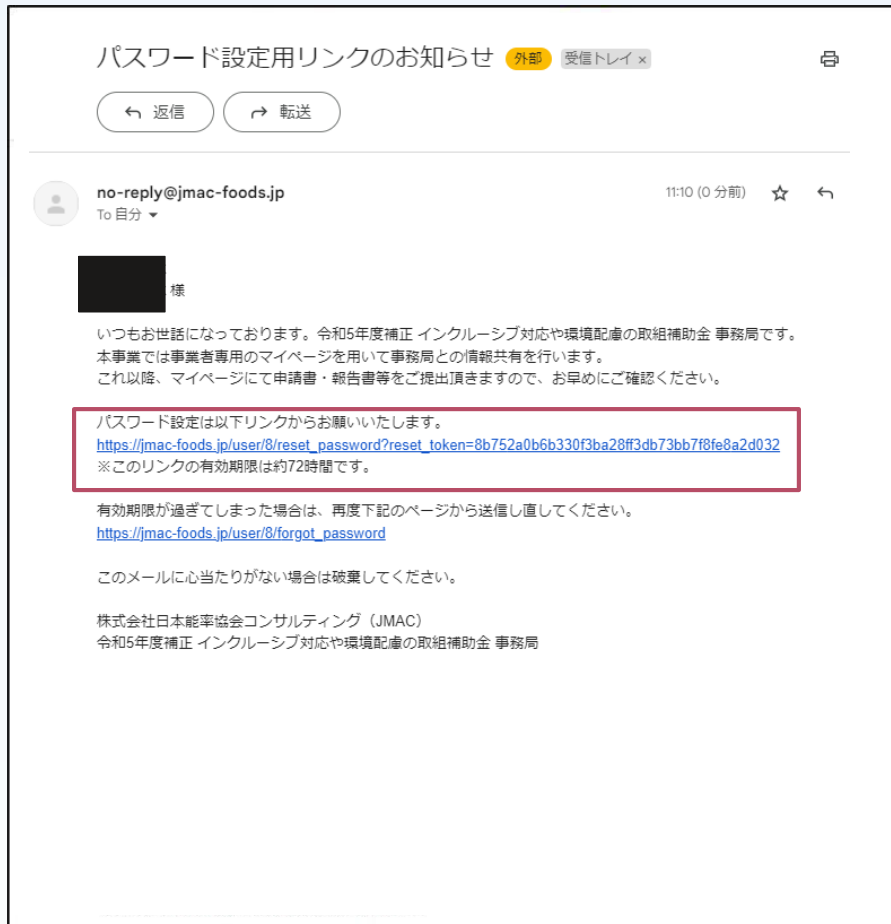 パスワード設定用リンクのお知らせ 外部 受信トレイ ×
返信 転送
no-reply@jmac-foods.jp 11:10 (0 分前)
To 自分
様
いつもお世話になっております。令和5年度補正 インクルーシブ対応や環境配慮の取組補助金 事務局です。
本事業では事業者専用のマイページを用いて事務局との情報共有を行います。
これ以降、マイページにて申請書・報告書等をご提出頂きますので、お早めにご確認ください。
パスワード設定は以下リンクからお願いいたします。
https://jmac-foods.jp/user/8/reset_password?reset_token=8b752a0b6b330f3ba28ff3db73bb7f8fe8a2d032
※このリンクの有効期限は約72時間です。
有効期限が過ぎてしまった場合は、再度下記のページから送信し直してください。
https://jmac-foods.jp/user/8/forgot_password
このメールに心当たりがない場合は破棄してください。
株式会社日本能率協会コンサルティング（JMAC）
令和5年度補正 インクルーシブ対応や環境配慮の取組補助金 事務局